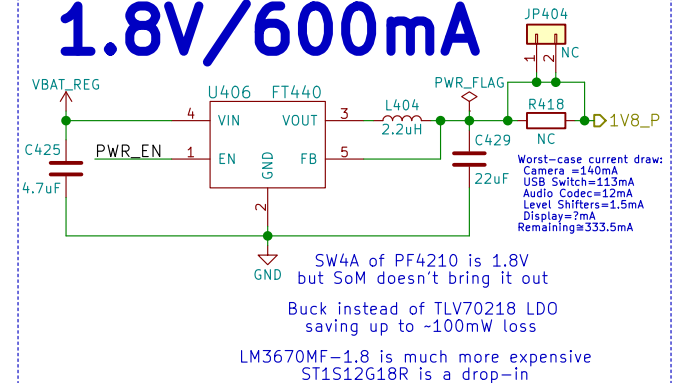 1.8V/600mA
JP404
1
2
NC
VBAT_REG
U406
FT440
PWR_FLAG
4
VIN
VOUT
3
L404
2.2uH
R418
NC
1V8_P
C425
4.7uF
PWR_EN
1
EN
GND
FB
5
2
C429
22uF
Worst-case current draw:
Camera =140mA
USB Switch=113mA
Audio Codec=12mA
Level Shifters=1.5mA
Display=?mA
Remaining≅333.5mA
GND
SW4A of PF4210 is 1.8V
but SoM doesn't bring it out
Buck instead of TLV70218 LDO
saving up to ~100mW loss
LM3670MF-1.8 is much more expensive
ST1S12G18R is a drop-in